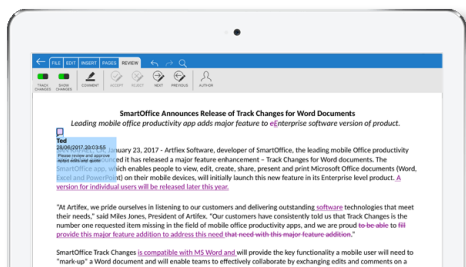 FILE EDIT INSERT PAGES REVIEW
TRACK CHANGES SHOW CHANGES COMMENT ACCEPT REJECT NEXT PREVIOUS AUTHOR
SmartOffice Announces Release of Track Changes for Word Documents
Leading mobile office productivity app adds major feature to eEnterprise software version of product.
Ted
28/06/2017 20:03:55
Please review and approve
notes edits and quote
January 23, 2017 - Artifex Software, developer of SmartOffice, the leading mobile Office productivity
it has released a major feature enhancement – Track Changes for Word documents. The
SmartOffice app, which enables people to view, edit, create, share, present and print Microsoft Office documents (Word,
Excel and PowerPoint) on their mobile devices, will initially launch this new feature in its Enterprise level product. A
version for individual users will be released later this year.
"At Artifex, we pride ourselves in listening to our customers and delivering outstanding software technologies that meet
their needs," said Miles Jones, President of Artifex. "Our customers have consistently told us that Track Changes is the
number one requested item missing in the field of mobile office productivity apps, and we are proud to be able to fill
provide this major feature addition to address this need that need with this major feature addition."
SmartOffice Track Changes is compatible with MS Word and will provide the key functionality a mobile user will need to
"mark-up" a Word document and will enable teams to effectively collaborate by exchanging edits and comments on a